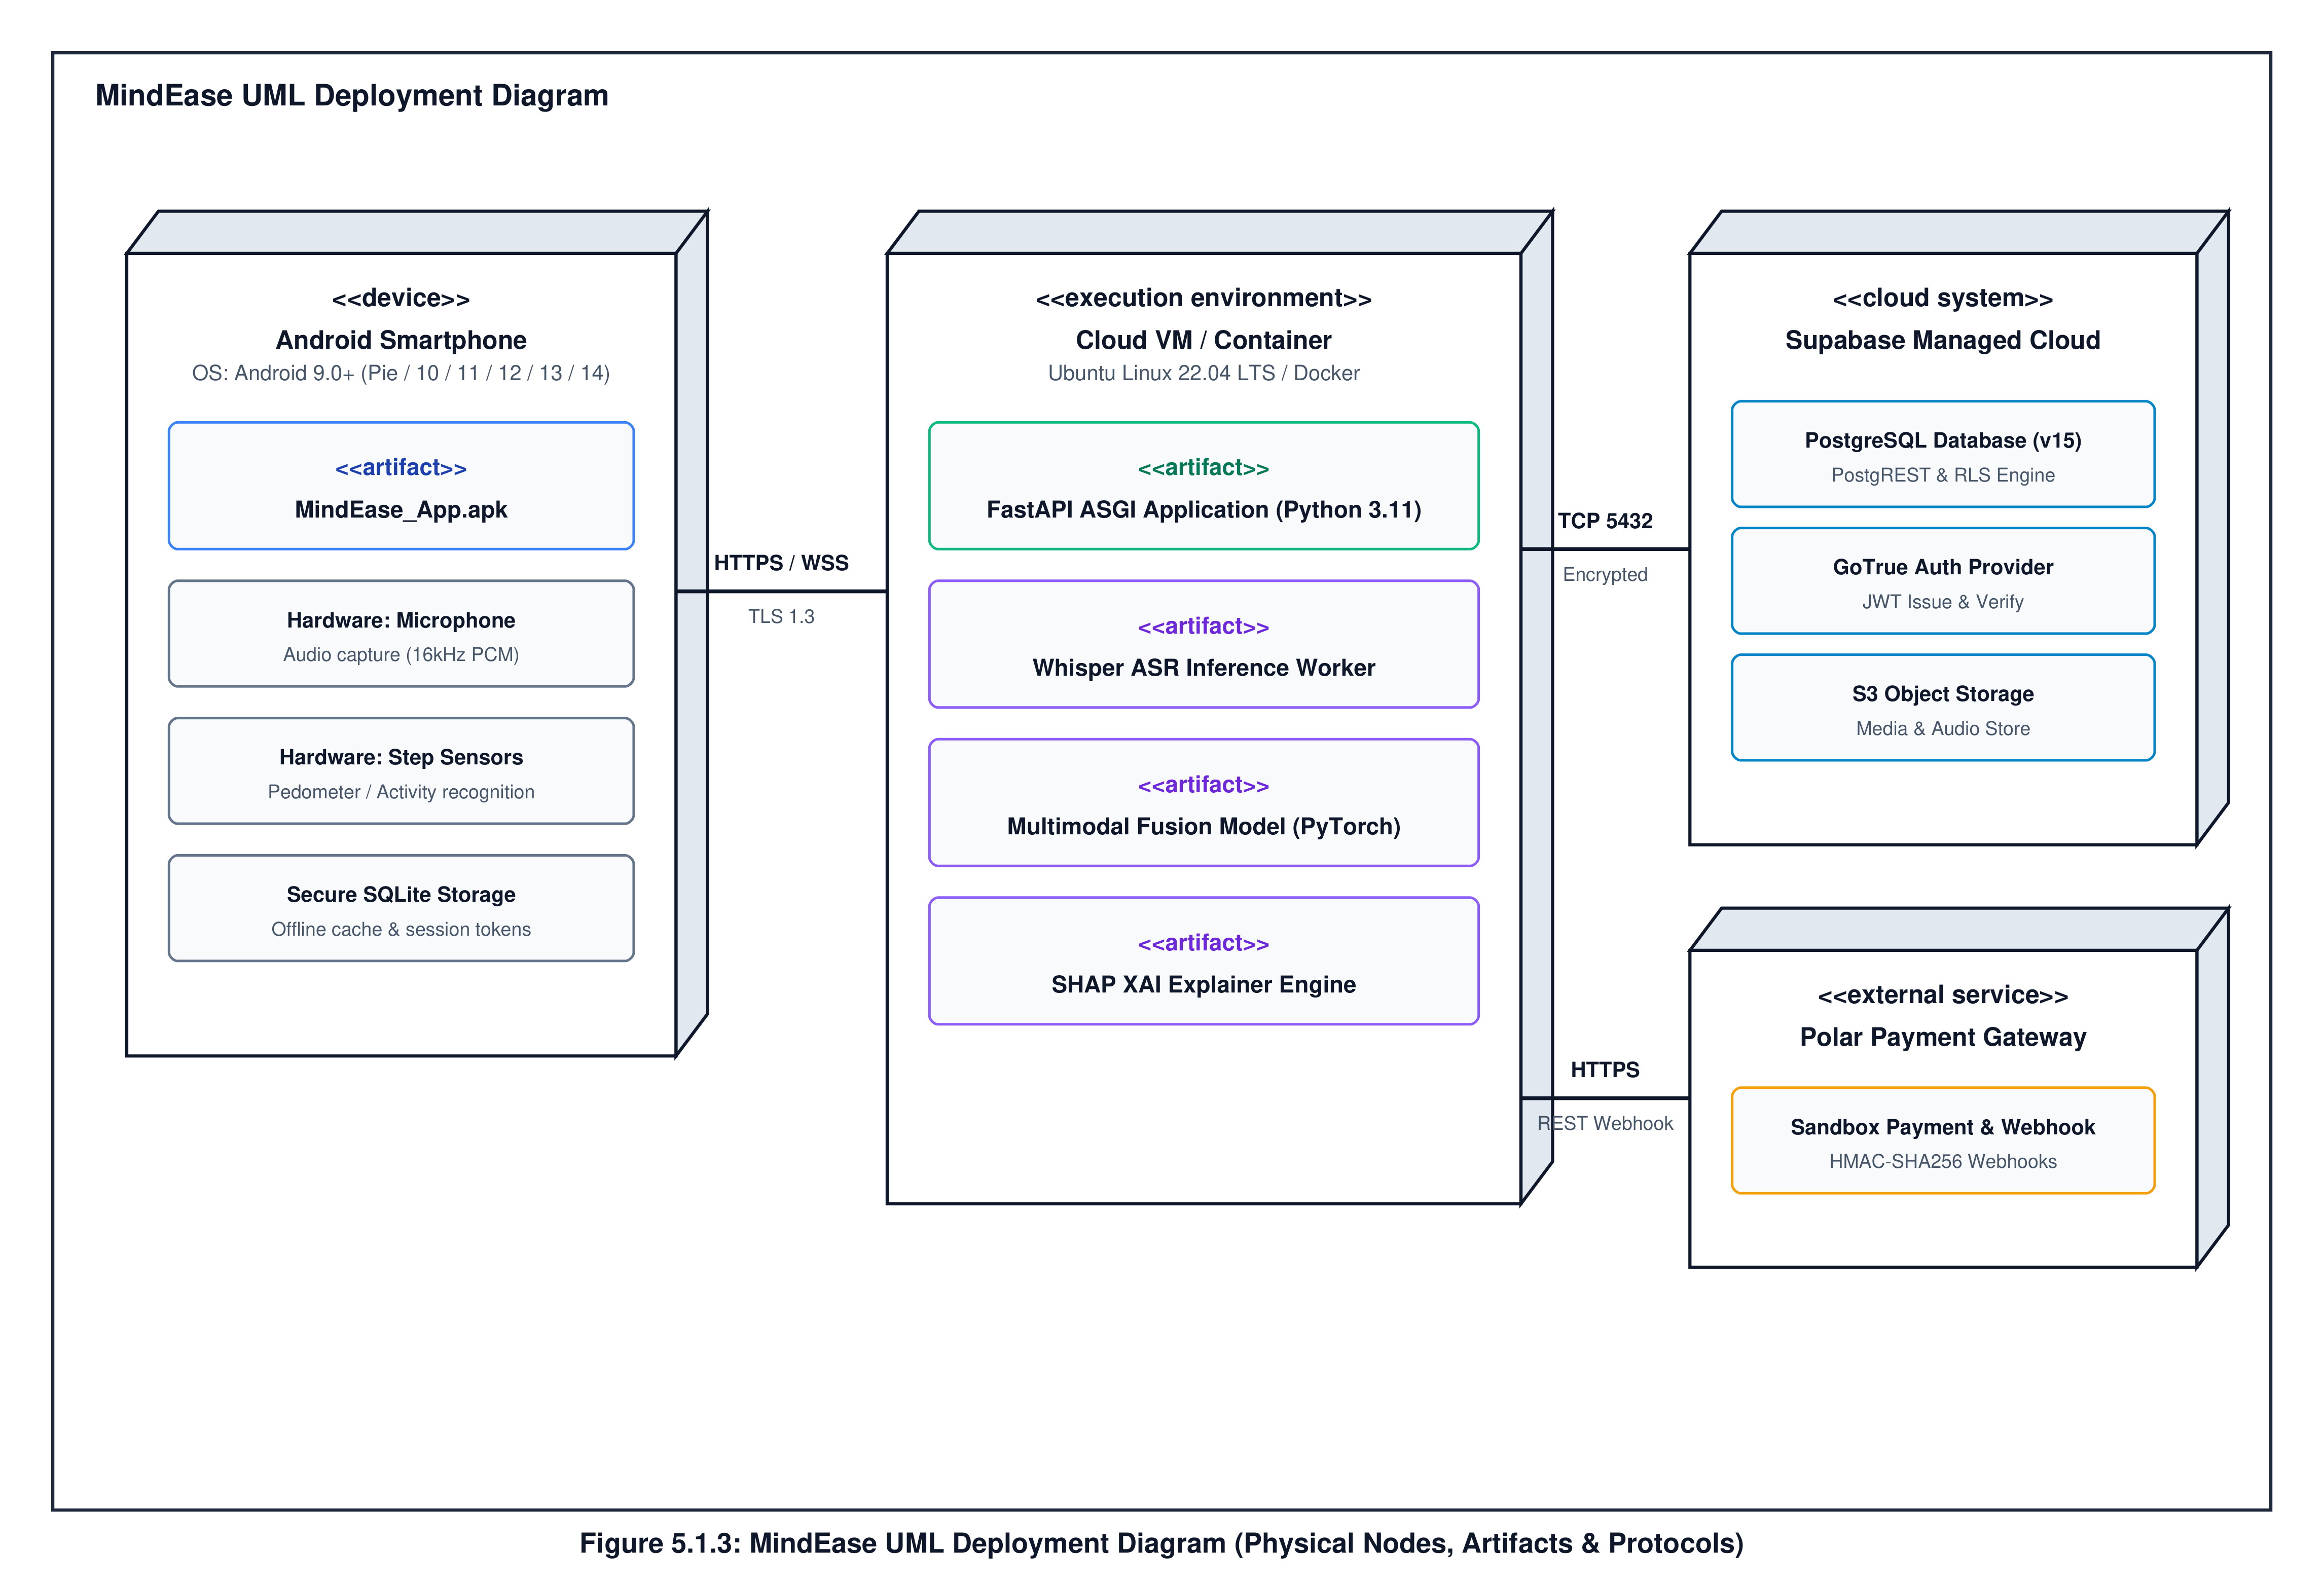 MindEase UML Deployment Diagram
<<device>>
Android Smartphone
OS: Android 9.0+ (Pie / 10 / 11 / 12 / 13 / 14)
<<artifact>>
MindEase_App.apk
Hardware: Microphone
Audio capture (16kHz PCM)
Hardware: Step Sensors
Pedometer / Activity recognition
Secure SQLite Storage
Offline cache & session tokens
HTTPS / WSS
TLS 1.3
<<execution environment>>
Cloud VM / Container
Ubuntu Linux 22.04 LTS / Docker
<<artifact>>
FastAPI ASGI Application (Python 3.11)
<<artifact>>
Whisper ASR Inference Worker
<<artifact>>
Multimodal Fusion Model (PyTorch)
<<artifact>>
SHAP XAI Explainer Engine
TCP 5432
Encrypted
HTTPS
REST Webhook
<<cloud system>>
Supabase Managed Cloud
PostgreSQL Database (v15)
PostgREST & RLS Engine
GoTrue Auth Provider
JWT Issue & Verify
S3 Object Storage
Media & Audio Store
<<external service>>
Polar Payment Gateway
Sandbox Payment & Webhook
HMAC-SHA256 Webhooks
Figure 5.1.3: MindEase UML Deployment Diagram (Physical Nodes, Artifacts & Protocols)